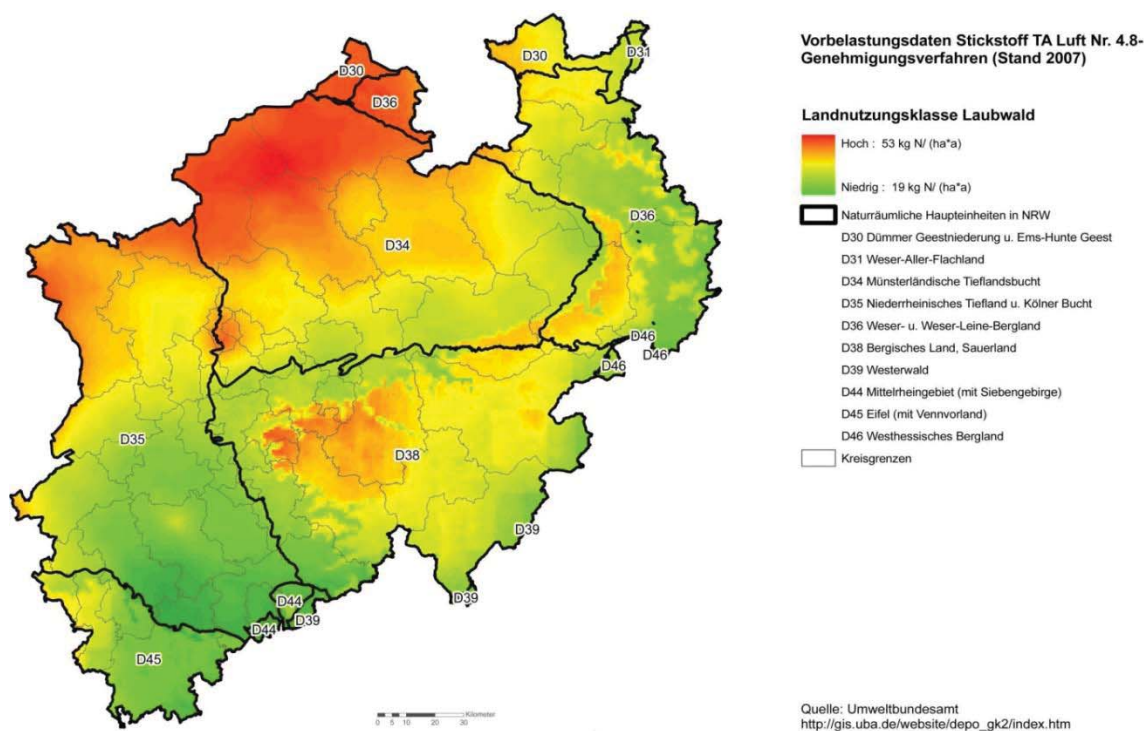 D30
D31
D30
D36
D36
D34
D46
D46
D46
D35
D38
D39
D39
D44
D39
D44
D45
0 5 10 20 30 Kilometer
Vorbelastungsdaten Stickstoff TA Luft Nr. 4.8-
Genehmigungsverfahren (Stand 2007)
Landnutzungsklasse Laubwald
Hoch : 53 kg N/ (ha*a)
Niedrig : 19 kg N/ (ha*a)
Naturräumliche Haupteinheiten in NRW
D30 Dümmer Geestniederung u. Ems-Hunte Geest
D31 Weser-Aller-Flachland
D34 Münsterländische Tieflandsbucht
D35 Niederrheinisches Tiefland u. Kölner Bucht
D36 Weser- u. Weser-Leine-Bergland
D38 Bergisches Land, Sauerland
D39 Westerwald
D44 Mittelrheingebiet (mit Siebengebirge)
D45 Eifel (mit Vennvorland)
D46 Westhessisches Bergland
Kreisgrenzen
Quelle: Umweltbundesamt
http://gis.uba.de/website/depo_gk2/index.htm